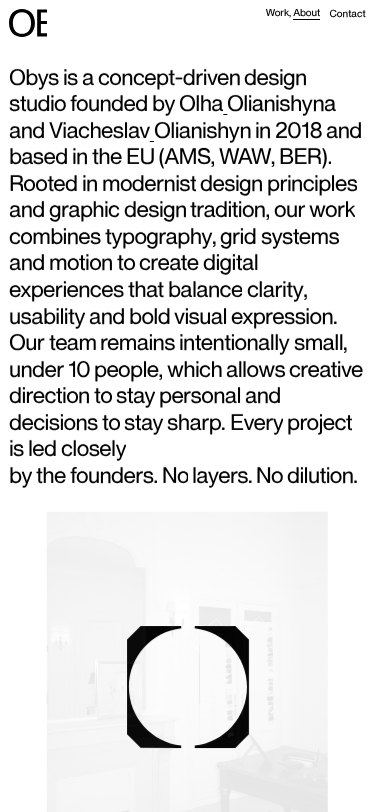 OE
Work, About Contact
Obys is a concept-driven design
studio founded by Olha Olianishyna
and Viacheslav Olianishyn in 2018 and
based in the EU (AMS, WAW, BER).
Rooted in modernist design principles
and graphic design tradition, our work
combines typography, grid systems
and motion to create digital
experiences that balance clarity,
usability and bold visual expression.
Our team remains intentionally small,
under 10 people, which allows creative
direction to stay personal and
decisions to stay sharp. Every project
is led closely
by the founders. No layers. No dilution.